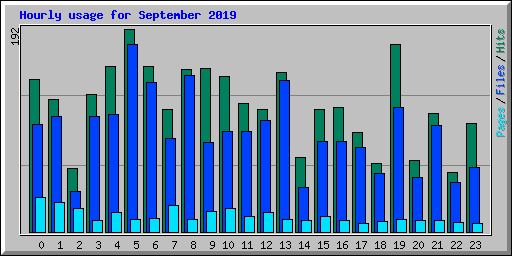 Hourly usage for September 2019
192
Pages/Files/Hits
0 1 2 3 4 5 6 7 8 9 10 11 12 13 14 15 16 17 18 19 20 21 22 23